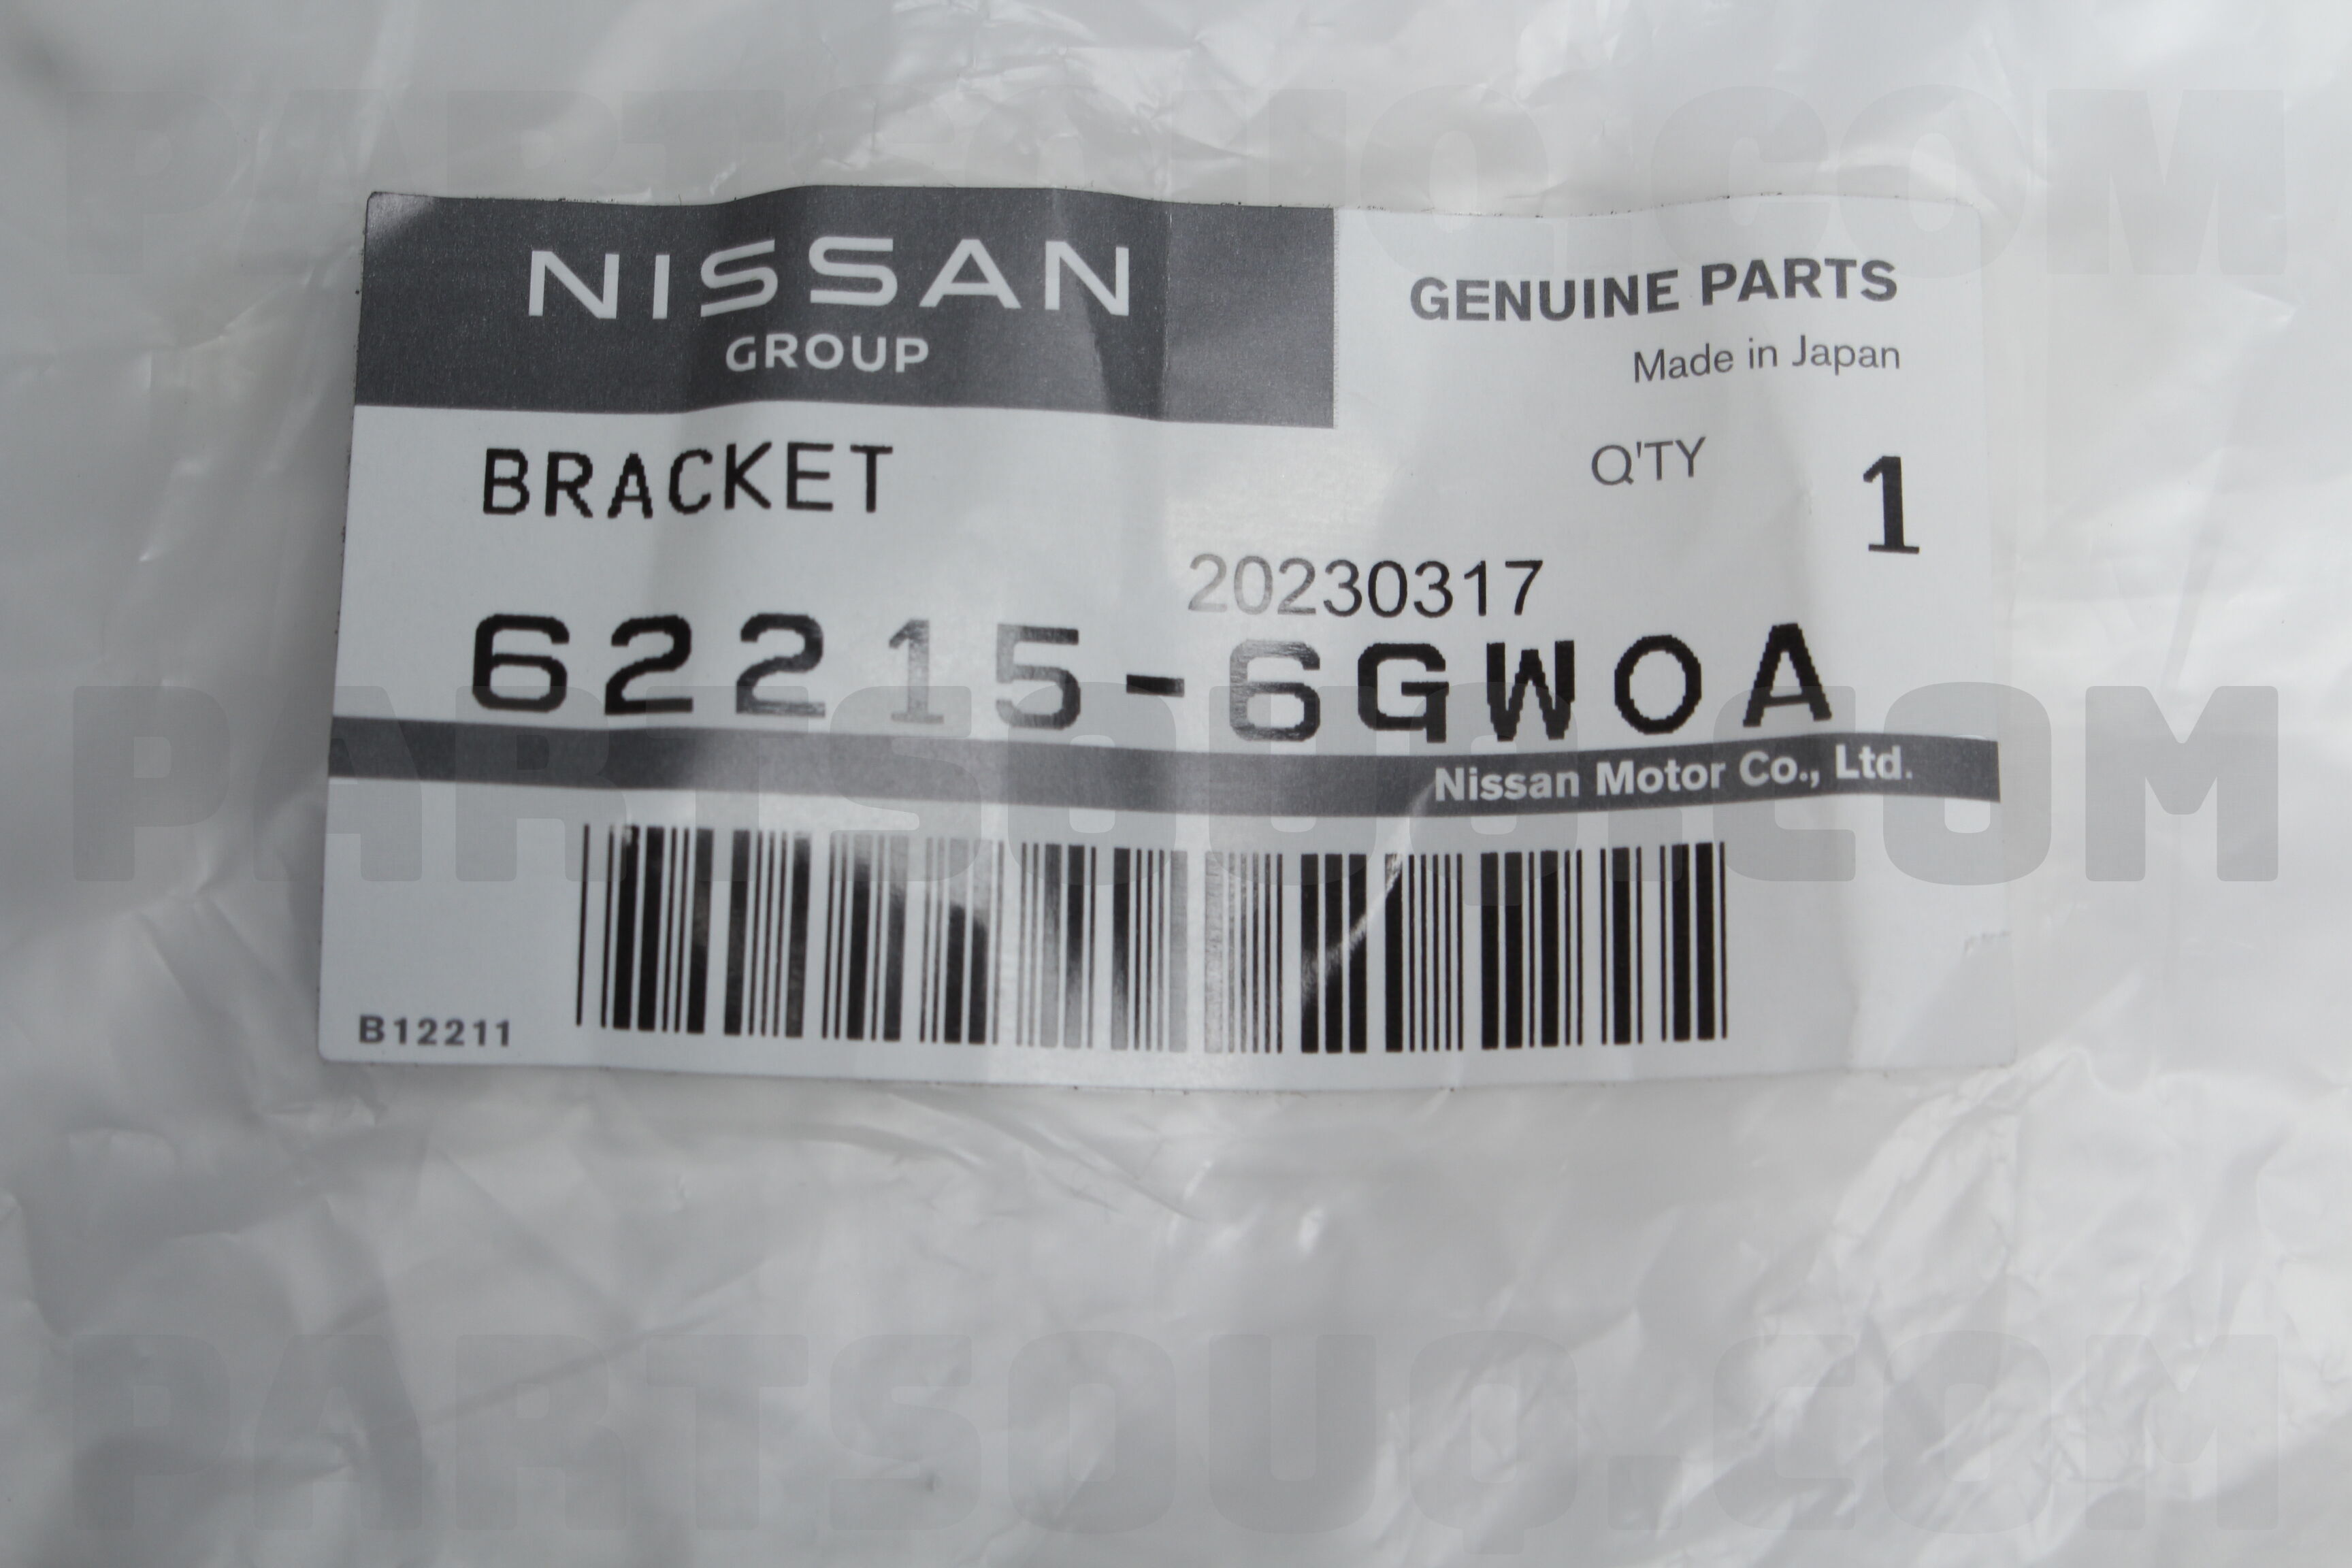 PARTSOUQ.COM
NISSAN
GROUP
GENUINE PARTS
Made in Japan
BRACKET
Q'TY 1
20230317
62215-6GW0A
Nissan Motor Co., Ltd.
PARTSOUQ.COM
B12211
PARTSOUQ.COM